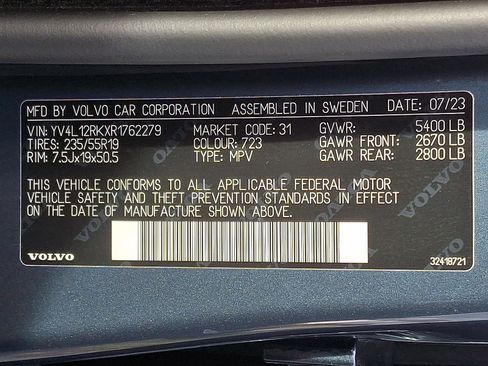 MFD BY VOLVO CAR CORPORATION ASSEMBLED IN SWEDEN DATE: 07/23
VIN: YV4L12RKXR1762279 MARKET CODE: 31 GVWR: 5400 LB
TIRES: 235/55R19 COLOUR: 723 GAWR FRONT: 2670 LB
RIM: 7.5Jx19x50.5 TYPE: MPV GAWR REAR: 2800 LB
THIS VEHICLE CONFORMS TO ALL APPLICABLE FEDERAL MOTOR
VEHICLE SAFETY AND THEFT PREVENTION STANDARDS IN EFFECT
ON THE DATE OF MANUFACTURE SHOWN ABOVE.
VOLVO 32418721